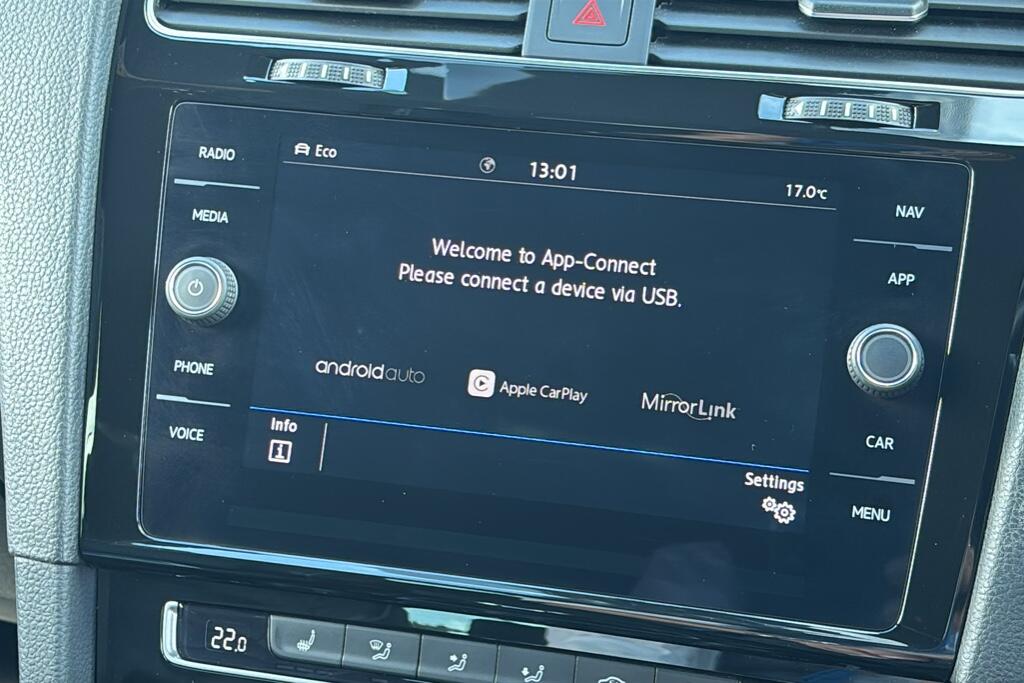 RADIO
MEDIA
PHONE
VOICE
Eco
13:01
17.0°C
Welcome to App-Connect
Please connect a device via USB.
androidauto
Apple CarPlay
MirrorLink
Info
i
Settings
NAV
APP
CAR
MENU
22.0